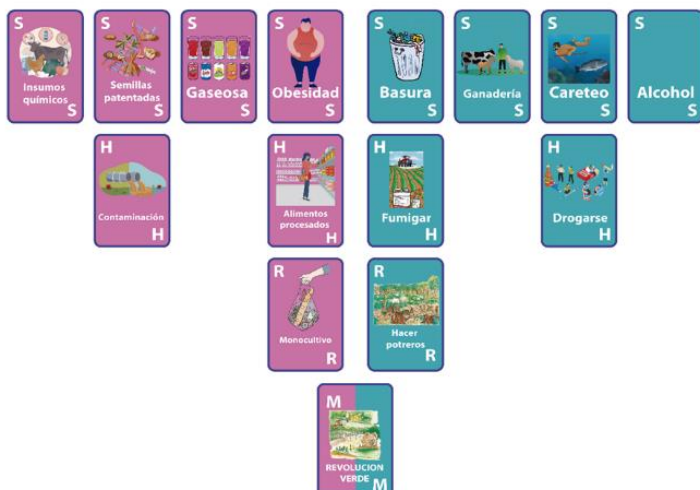 S
Insumos
químicos
S
S
Semillas
patentadas
S
S
Gaseosa
S
S
Obesidad
S
S
Basura
S
S
Ganadería
S
S
Careteo
S
S
Alcohol
S
H
Contaminación
H
H
Alimentos
procesados
H
H
Fumigar
H
H
Drogarse
H
R
Monocultivo
R
R
Hacer
potreros
R
M
REVOLUCION
VERDE
M